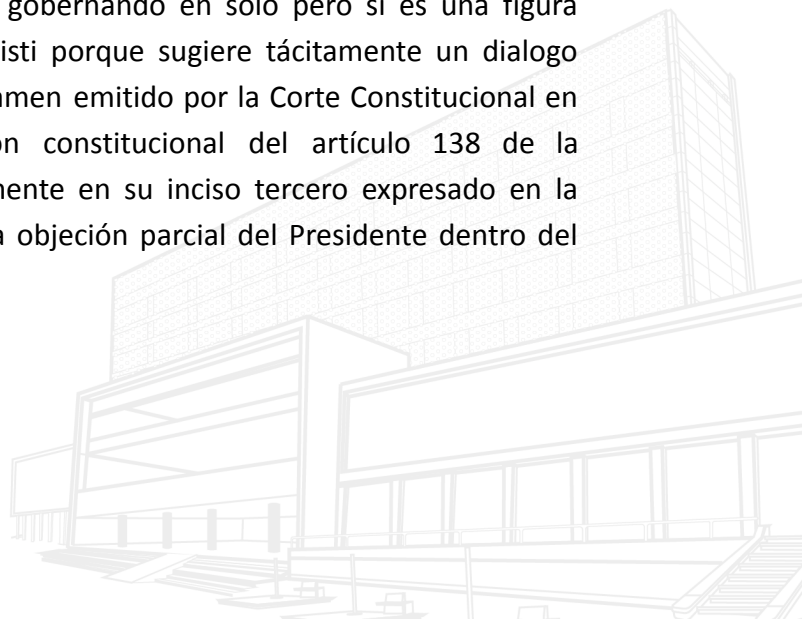 gobernando en solo pero si es una figura
isti porque sugiere tácitamente un dialogo
amen emitido por la Corte Constitucional en
ón constitucional del artículo 138 de la
mente en su inciso tercero expresado en la
a objeción parcial del Presidente dentro del